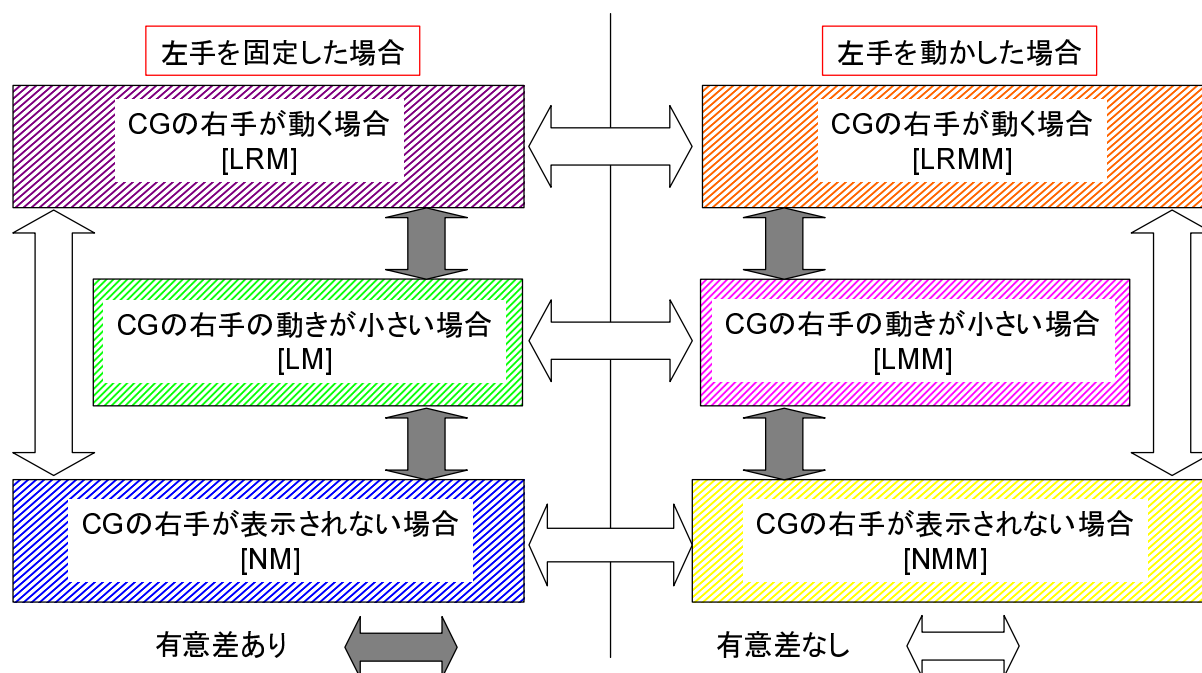 左手を固定した場合
左手を動かした場合
CGの右手が動く場合
[LRM]
CGの右手が動く場合
[LRMM]
CGの右手の動きが小さい場合
[LM]
CGの右手の動きが小さい場合
[LMM]
CGの右手が表示されない場合
[NM]
CGの右手が表示されない場合
[NMM]
有意差あり
有意差なし